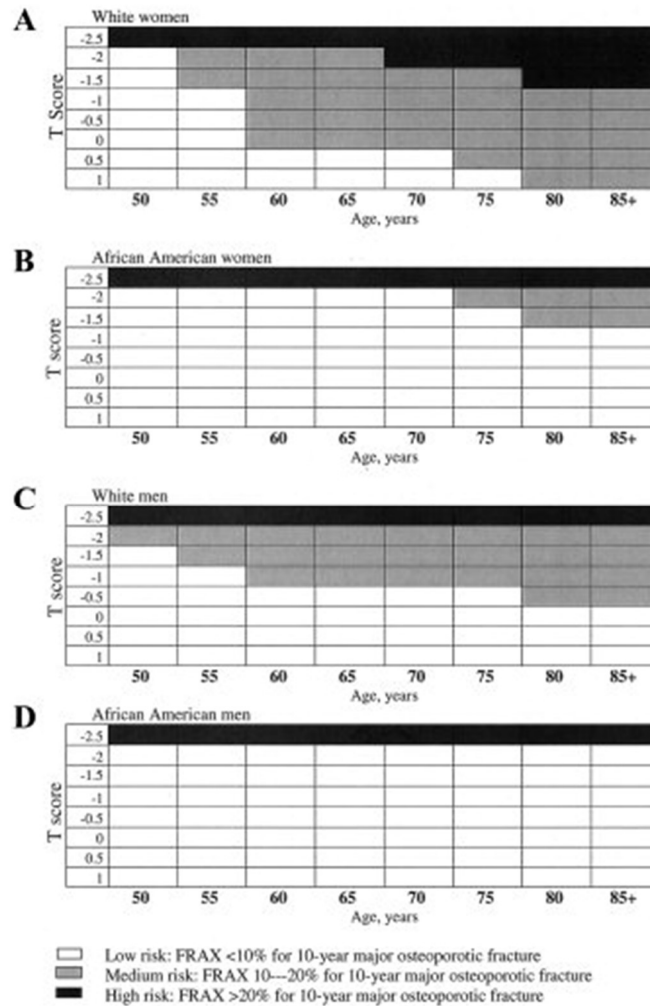 A
White women
T Score
-2.5
-2
-1.5
-1
-0.5
0
0.5
1
50 55 60 65 70 75 80 85+
Age, years
B
African American women
T score
-2.5
-2
-1.5
-1
-0.5
0
0.5
1
50 55 60 65 70 75 80 85+
Age, years
C
White men
T score
-2.5
-2
-1.5
-1
-0.5
0
0.5
1
50 55 60 65 70 75 80 85+
Age, years
D
African American men
T score
-2.5
-2
-1.5
-1
-0.5
0
0.5
1
50 55 60 65 70 75 80 85+
Age, years
Low risk: FRAX <10% for 10-year major osteoporotic fracture
Medium risk: FRAX 10---20% for 10-year major osteoporotic fracture
High risk: FRAX >20% for 10-year major osteoporotic fracture